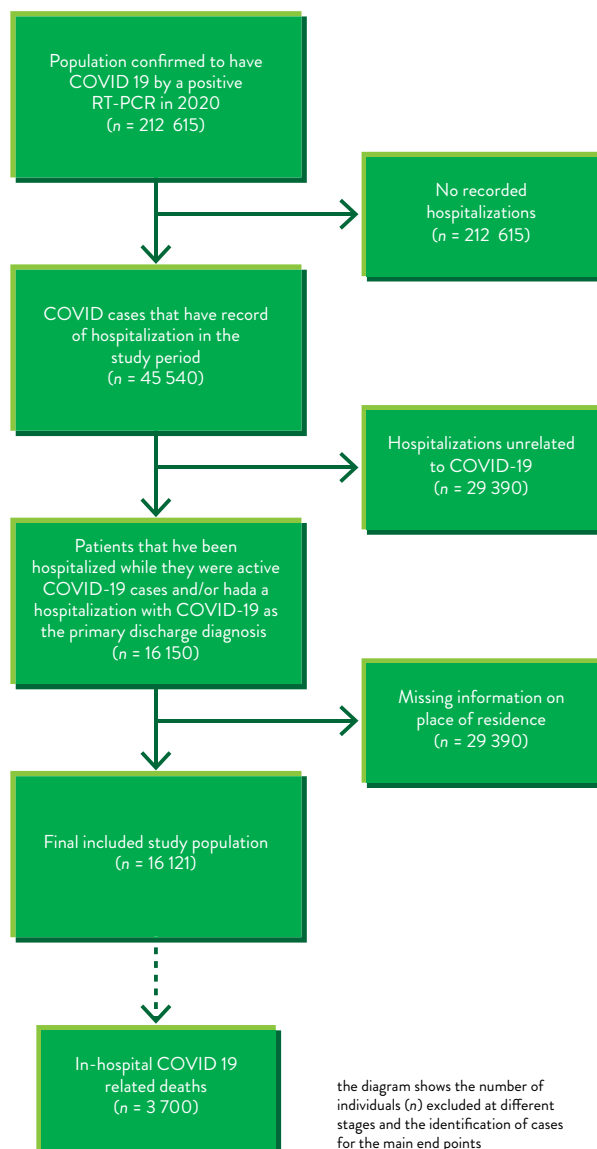 Population confirmed to have
COVID 19 by a positive
RT-PCR in 2020
(n = 212 615)
No recorded
hospitalizations
(n = 212 615)
COVID cases that have record
of hospitalization in the
study period
(n = 45 540)
Hospitalizations unrelated
to COVID-19
(n = 29 390)
Patients that hve been
hospitalized while they were active
COVID-19 cases and/or hada a
hospitalization with COVID-19 as
the primary discharge diagnosis
(n = 16 150)
Missing information on
place of residence
(n = 29 390)
Final included study population
(n = 16 121)
In-hospital COVID 19
related deaths
(n = 3 700)
the diagram shows the number of
individuals (n) excluded at different
stages and the identification of cases
for the main end points